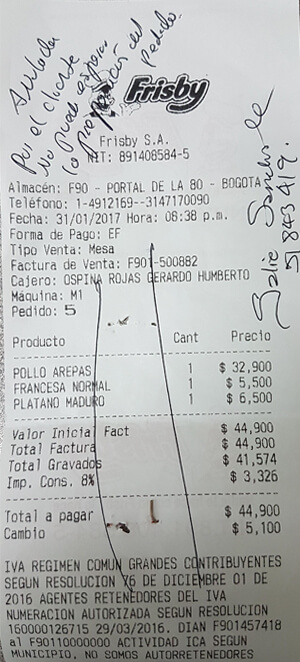 Anulada
Por el cliente
No puede esperar
la preparación del
pedido.
Frisby
Frisby S.A.
NIT: 891408584-5
Almacén: F90 - PORTAL DE LA 80 - BOGOTA
Teléfono: 1-4912169--3147170090
Fecha: 31/01/2017 Hora: 08:38 p.m.
Forma de Pago: EF
Tipo Venta: Mesa
Factura de Venta: F901-500882
Cajero: OSPINA ROJAS GERARDO HUMBERTO
Máquina: M1
Pedido: 5
Producto Cant Precio
POLLO AREPAS 1 $ 32,900
FRANCESA NORMAL 1 $ 5,500
PLATANO MADURO 1 $ 6,500
Valor Inicial Fact $ 44,900
Total Factura $ 44,900
Total Gravados $ 41,574
Imp. Cons. 8% $ 3,326
Total a pagar $ 44,900
Cambio $ 5,100
IVA REGIMEN COMUN GRANDES CONTRIBUYENTES
SEGUN RESOLUCION 76 DE DICIEMBRE 01 DE
2016 AGENTES RETENEDORES DEL IVA
NUMERACION AUTORIZADA SEGUN RESOLUCION
160000126715 29/03/2016. DIAN F901457418
al F90110000000 ACTIVIDAD ICA SEGUN
MUNICIPIO, NO SOMOS AUTORRETENEDORES